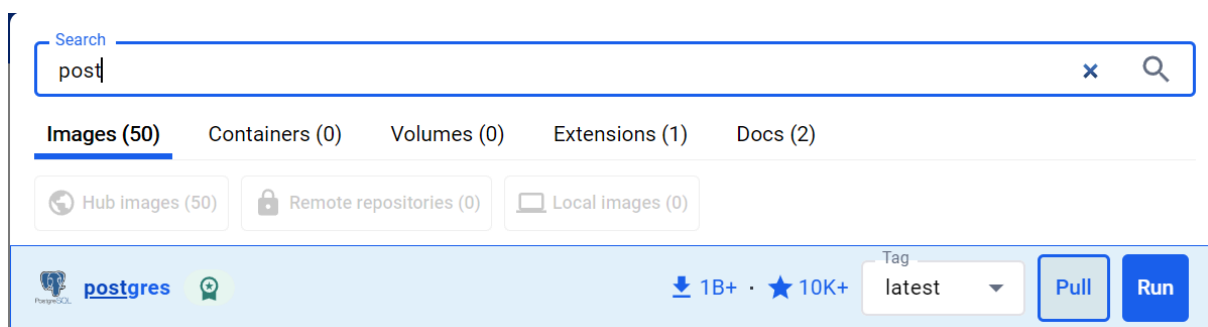 Search
post
Images (50) Containers (0) Volumes (0) Extensions (1) Docs (2)
Hub images (50) Remote repositories (0) Local images (0)
PostgreSQL postgres 1B+ · 10K+ Tag latest Pull Run